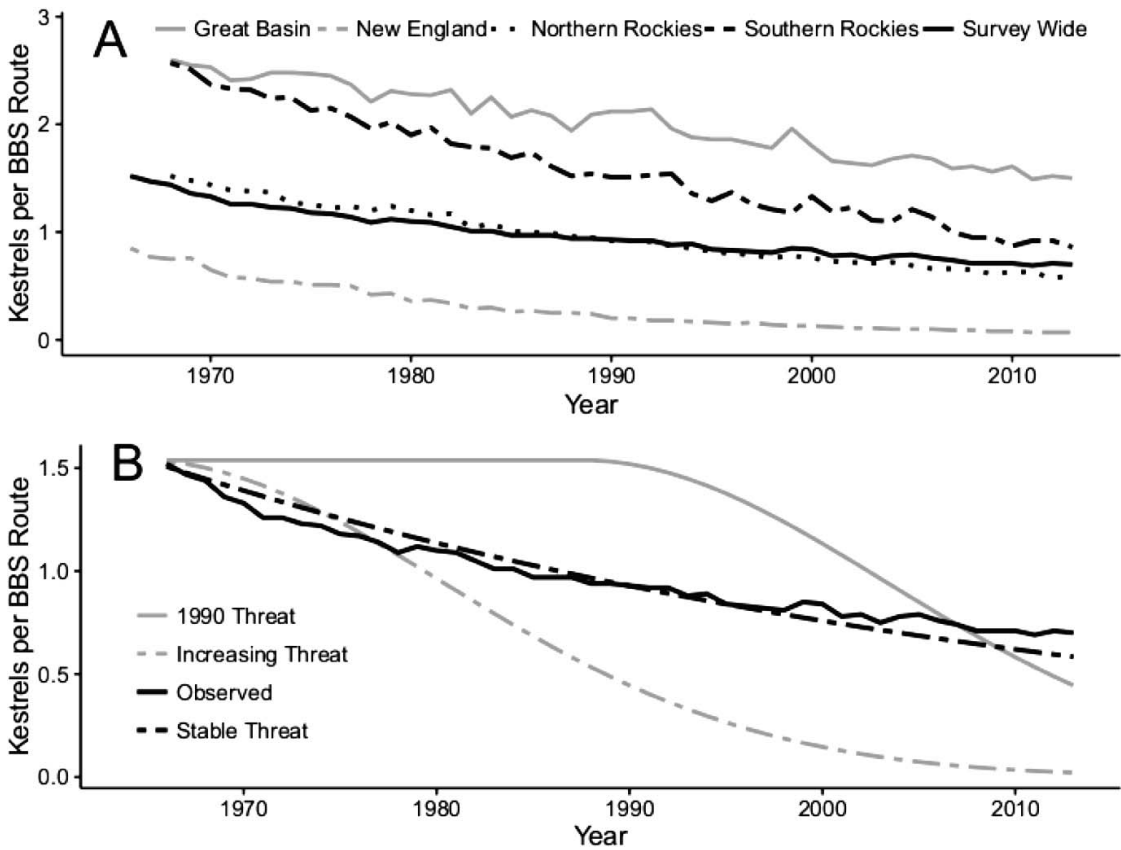 A
Great Basin New England Northern Rockies Southern Rockies Survey Wide
Kestrels per BBS Route
3
2
1
0
1970 1980 1990 2000 2010
Year
B
Kestrels per BBS Route
1.5
1.0
0.5
0.0
1990 Threat
Increasing Threat
Observed
Stable Threat
1970 1980 1990 2000 2010
Year